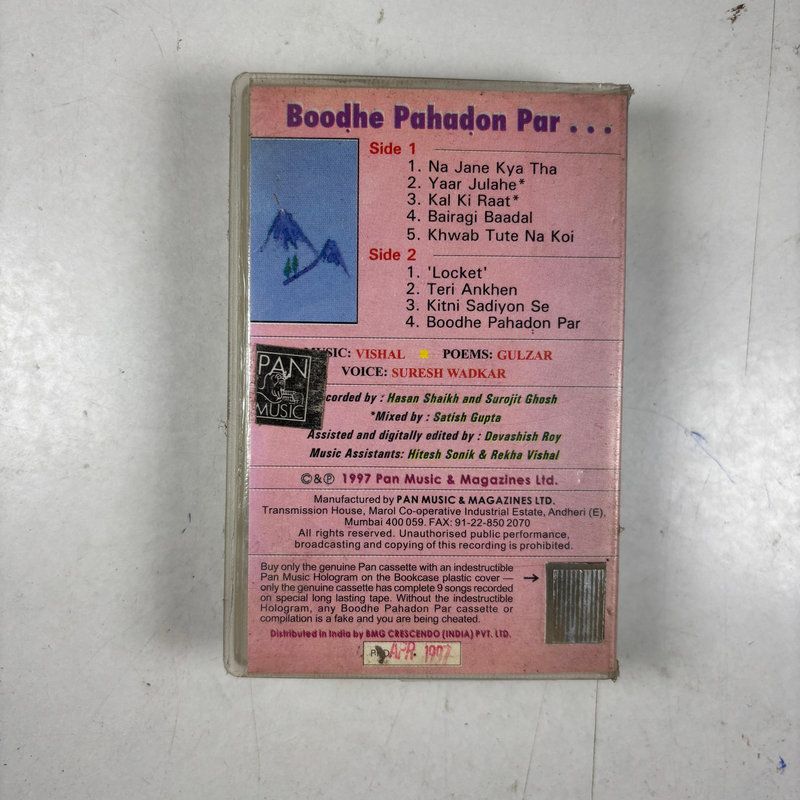 Boodhe Pahadon Par . . .
Side 1
1. Na Jane Kya Tha
2. Yaar Julahe*
3. Kal Ki Raat*
4. Bairagi Baadal
5. Khwab Tute Na Koi
Side 2
1. 'Locket'
2. Teri Ankhen
3. Kitni Sadiyon Se
4. Boodhe Pahadon Par
MUSIC: VISHAL POEMS: GULZAR
VOICE: SURESH WADKAR
PAN
MUSIC
corded by : Hasan Shaikh and Surojit Ghosh
*Mixed by : Satish Gupta
Assisted and digitally edited by : Devashish Roy
Music Assistants: Hitesh Sonik & Rekha Vishal
©&℗ 1997 Pan Music & Magazines Ltd.
Manufactured by PAN MUSIC & MAGAZINES LTD.
Transmission House, Marol Co-operative Industrial Estate, Andheri (E),
Mumbai 400 059. FAX: 91-22-850 2070
All rights reserved. Unauthorised public performance,
broadcasting and copying of this recording is prohibited.
Buy only the genuine Pan cassette with an indestructible
Pan Music Hologram on the Bookcase plastic cover — →
only the genuine cassette has complete 9 songs recorded
on special long lasting tape. Without the indestructible
Hologram, any Boodhe Pahadon Par cassette or
compilation is a fake and you are being cheated.
Distributed in India by BMG CRESCENDO (INDIA) PVT. LTD.
APR. 1997